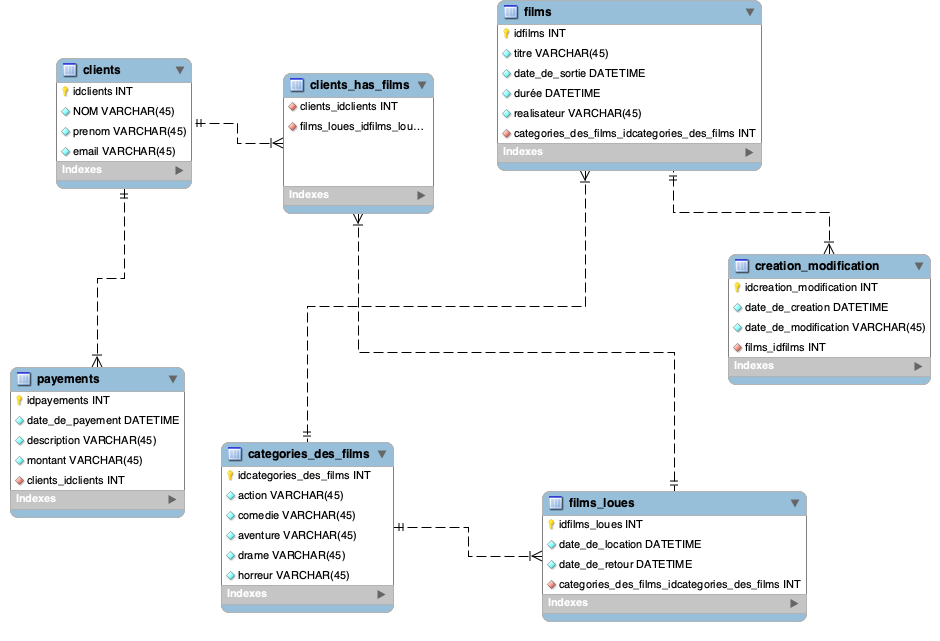 films
idfilms INT
titre VARCHAR(45)
date_de_sortie DATETIME
durée DATETIME
realisateur VARCHAR(45)
categories_des_films_idcategories_des_films INT
Indexes
clients
idclients INT
NOM VARCHAR(45)
prenom VARCHAR(45)
email VARCHAR(45)
Indexes
clients_has_films
clients_idclients INT
films_loues_idfilms_lou...
Indexes
creation_modification
idcreation_modification INT
date_de_creation DATETIME
date_de_modification VARCHAR(45)
films_idfilms INT
Indexes
payements
idpayements INT
date_de_payement DATETIME
description VARCHAR(45)
montant VARCHAR(45)
clients_idclients INT
Indexes
categories_des_films
idcategories_des_films INT
action VARCHAR(45)
comedie VARCHAR(45)
aventure VARCHAR(45)
drame VARCHAR(45)
horreur VARCHAR(45)
Indexes
films_loues
idfilms_loues INT
date_de_location DATETIME
date_de_retour DATETIME
categories_des_films_idcategories_des_films INT
Indexes